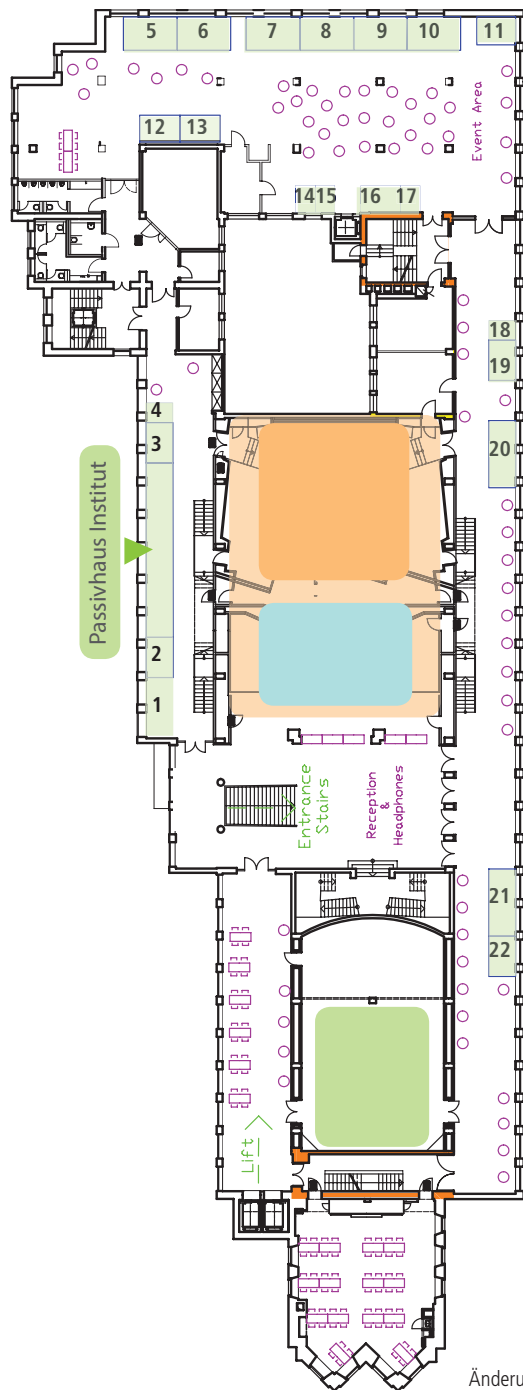 5 6 7 8 9 10 11
12 13
Event Area
14 15 16 17
18
19
4
3
20
Passivhaus Institut
2
1
Entrance
Stairs
Reception
&
Headphones
21
22
Lift
Änderu